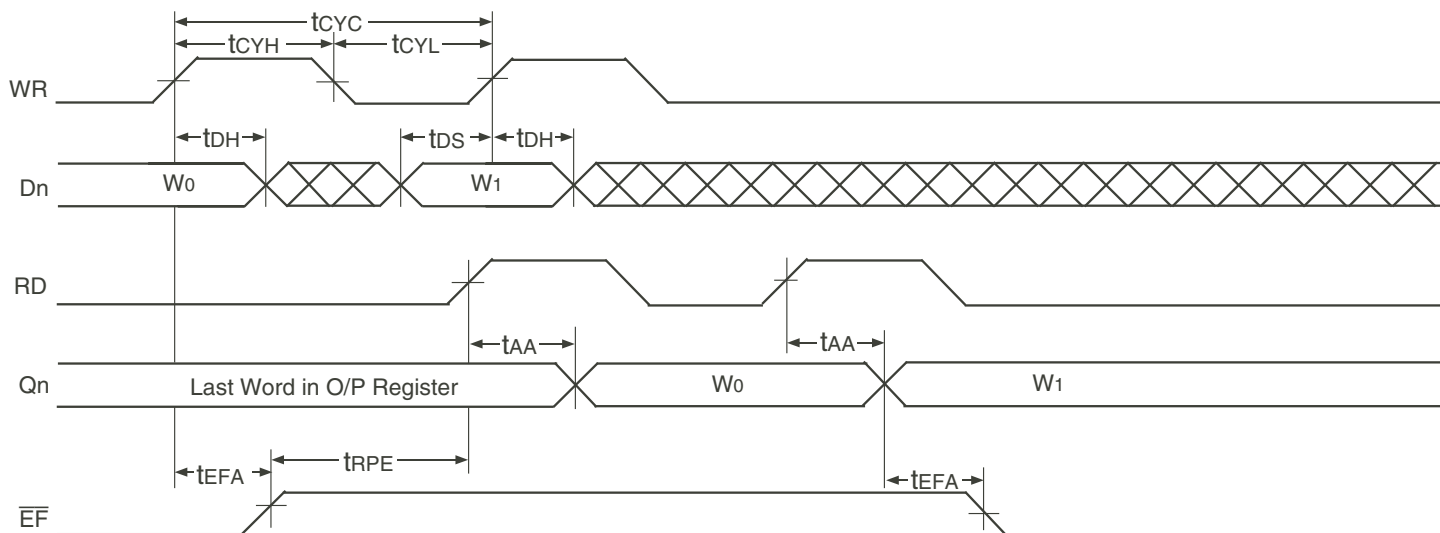 tCYC
tCYH tCYL
WR
tDH tDS tDH
Dn W0 W1
RD
tAA tAA
Qn Last Word in O/P Register W0 W1
tEFA tRPE tEFA
EF